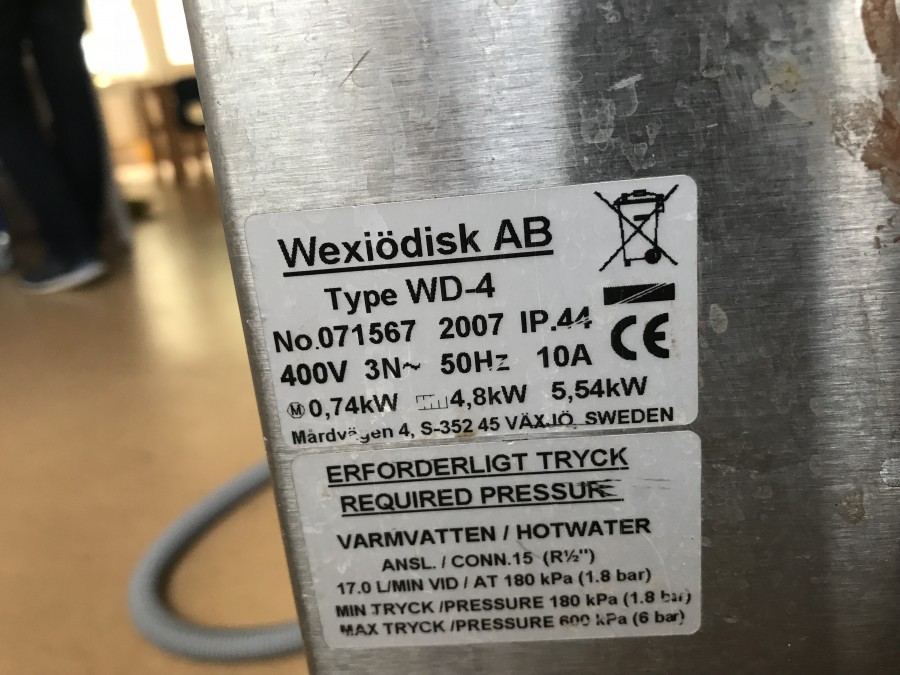 Wexiödisk AB
Type WD-4
No.071567 2007 IP.44
CE
400V 3N~ 50Hz 10A
Ⓜ 0,74kW 4,8kW 5,54kW
Mårdvägen 4, S-352 45 VÄXJÖ, SWEDEN
ERFORDERLIGT TRYCK
REQUIRED PRESSURE
VARMVATTEN / HOTWATER
ANSL. / CONN.15 (R½")
17.0 L/MIN VID / AT 180 kPa (1.8 bar)
MIN TRYCK /PRESSURE 180 kPa (1.8 bar)
MAX TRYCK /PRESSURE 600 kPa (6 bar)